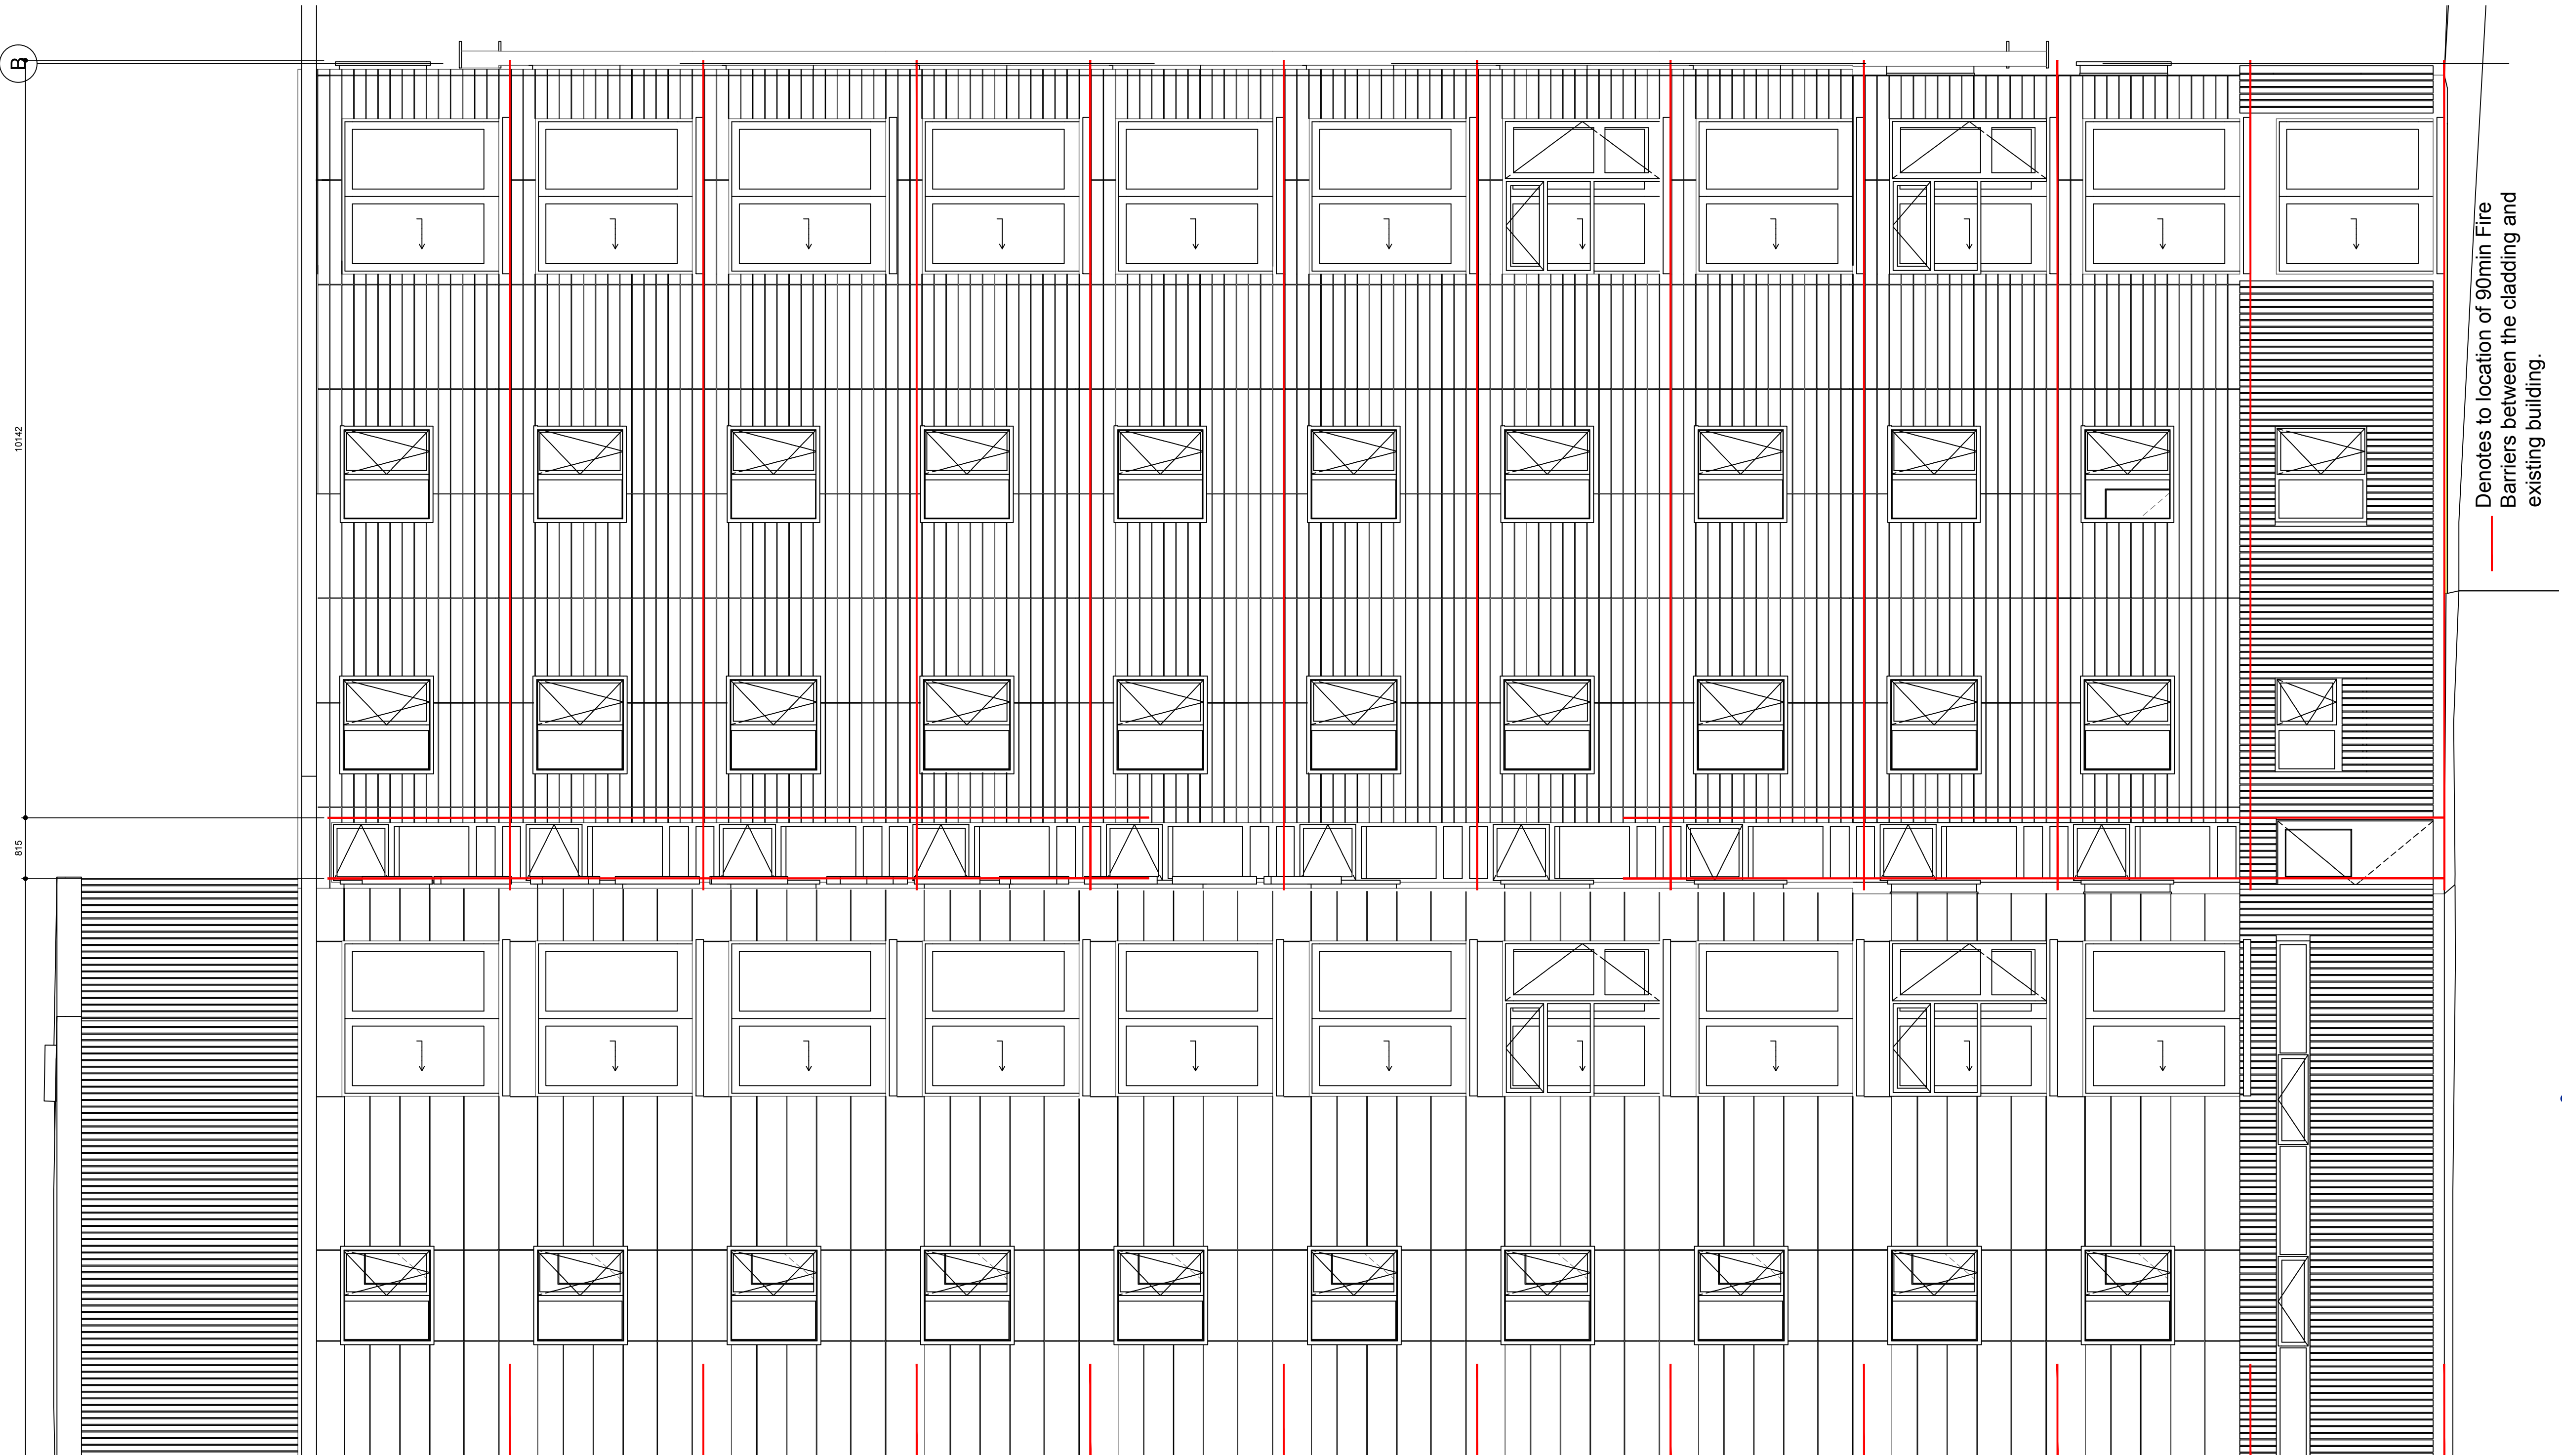 B
10142
815
Denotes to location of 90min Fire
Barriers between the cladding and
existing building.